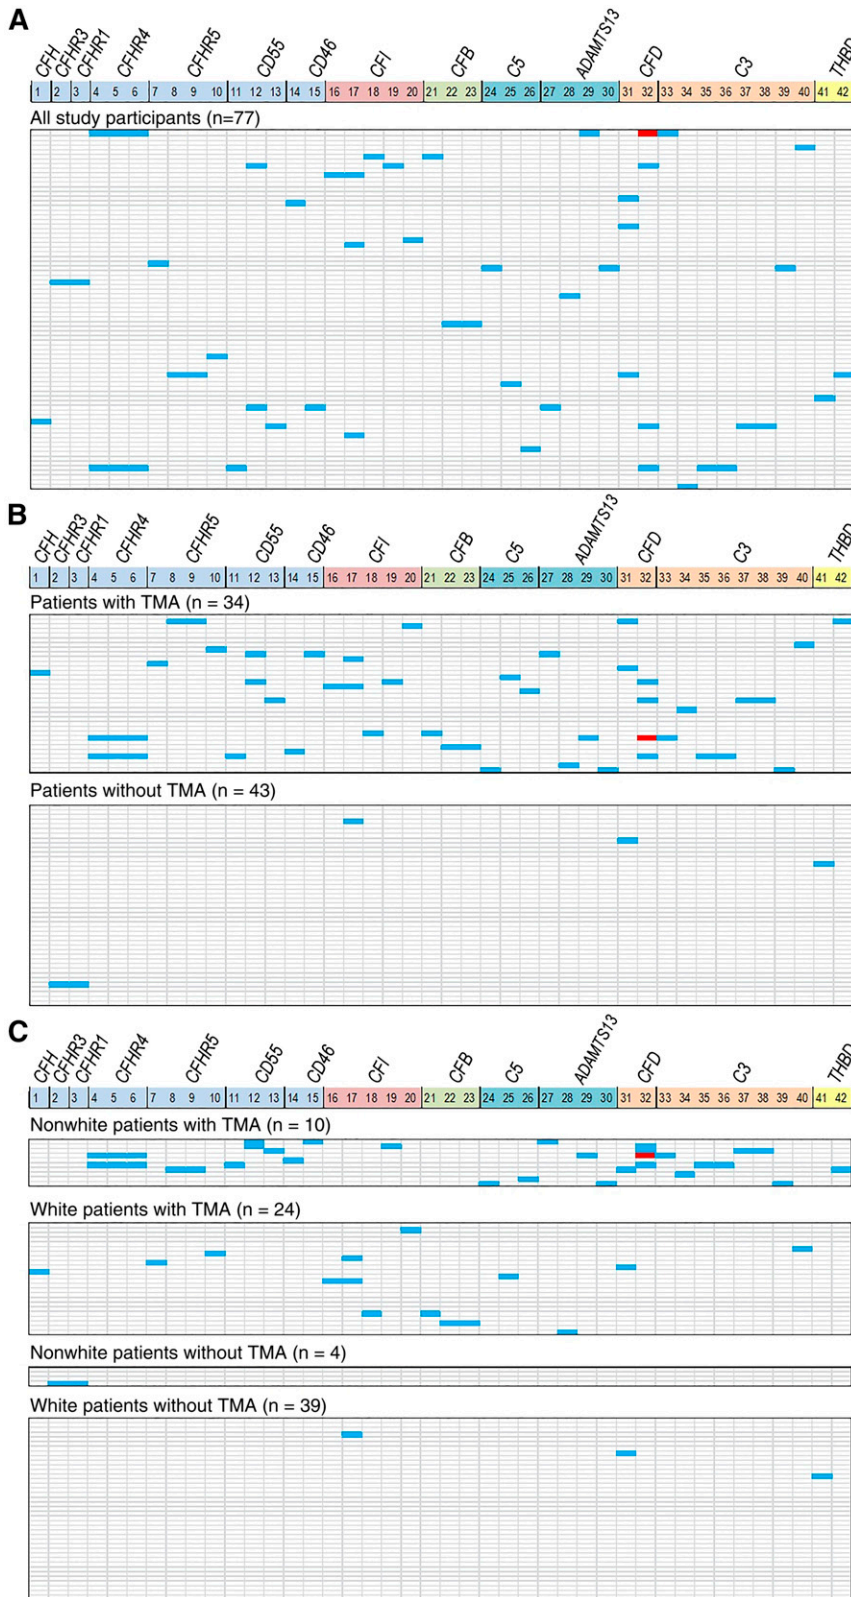 A
CFH CFHR3 CFHR1 CFHR4 CFHR5 CD55 CD46 CFI CFB C5 ADAMTS13 CFD C3 THBD
1 2 3 4 5 6 7 8 9 10 11 12 13 14 15 16 17 18 19 20 21 22 23 24 25 26 27 28 29 30 31 32 33 34 35 36 37 38 39 40 41 42
All study participants (n=77)
B
CFH CFHR3 CFHR1 CFHR4 CFHR5 CD55 CD46 CFI CFB C5 ADAMTS13 CFD C3 THBD
1 2 3 4 5 6 7 8 9 10 11 12 13 14 15 16 17 18 19 20 21 22 23 24 25 26 27 28 29 30 31 32 33 34 35 36 37 38 39 40 41 42
Patients with TMA (n = 34)
Patients without TMA (n = 43)
C
CFH CFHR3 CFHR1 CFHR4 CFHR5 CD55 CD46 CFI CFB C5 ADAMTS13 CFD C3 THBD
1 2 3 4 5 6 7 8 9 10 11 12 13 14 15 16 17 18 19 20 21 22 23 24 25 26 27 28 29 30 31 32 33 34 35 36 37 38 39 40 41 42
Nonwhite patients with TMA (n = 10)
White patients with TMA (n = 24)
Nonwhite patients without TMA (n = 4)
White patients without TMA (n = 39)